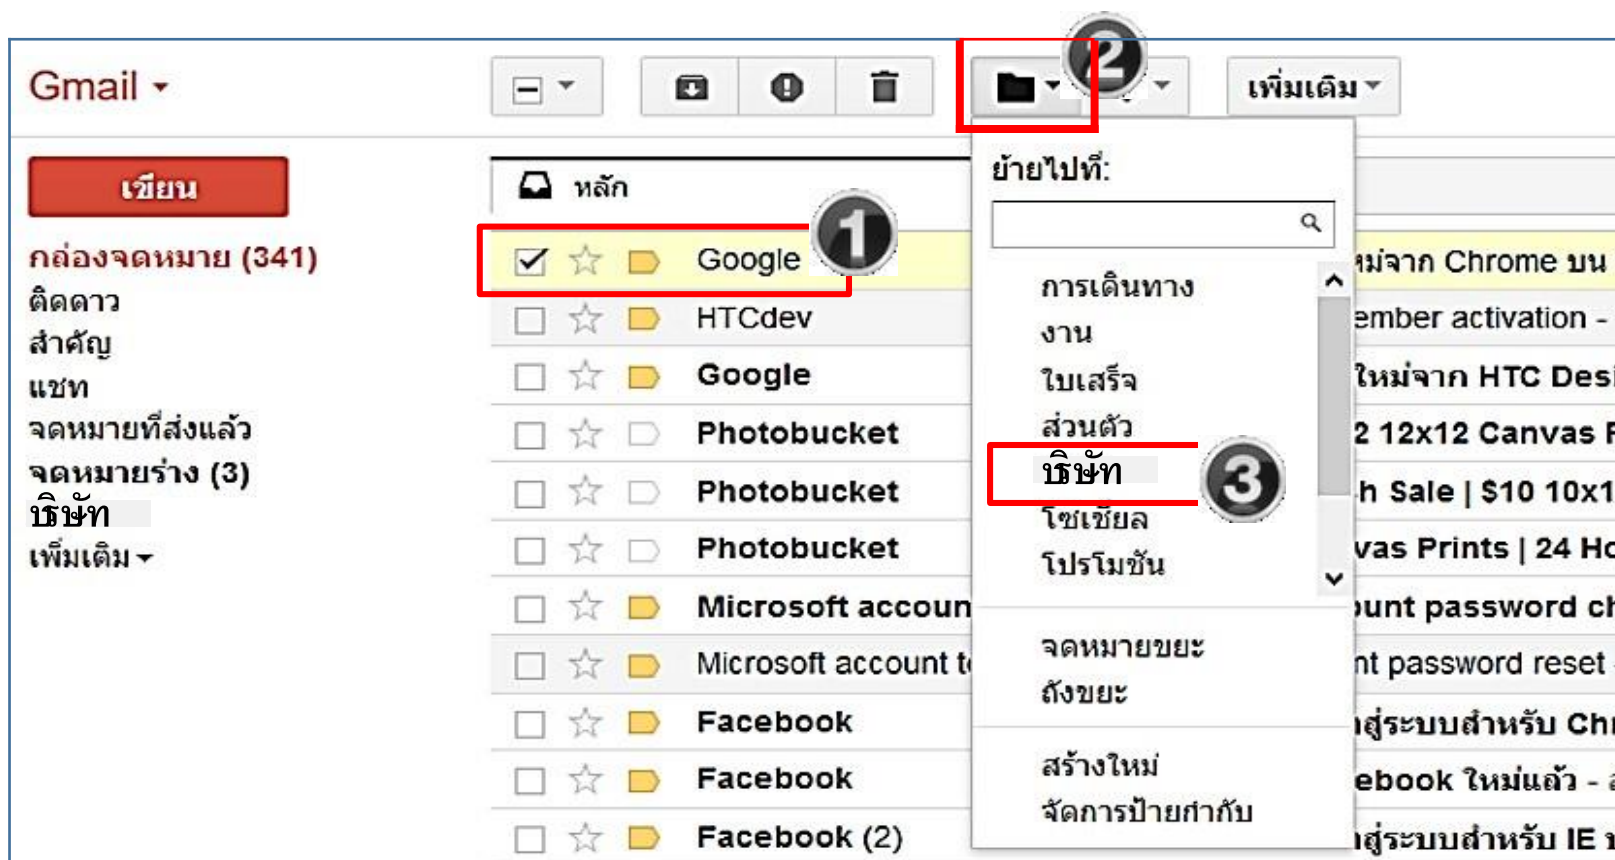 Gmail
เพิ่มเติม
2
เขียน
กล่องจดหมาย (341)
ติดดาว
สำคัญ
แชท
จดหมายที่ส่งแล้ว
จดหมายร่าง (3)
บริษัท
เพิ่มเติม
หลัก
1
Google
HTCdev
Google
Photobucket
Photobucket
Photobucket
Microsoft accoun
Microsoft account t
Facebook
Facebook
Facebook (2)
ย้ายไปที่:
การเดินทาง
งาน
ใบเสร็จ
ส่วนตัว
บริษัท
3
โซเชียล
โปรโมชัน
จดหมายขยะ
ถังขยะ
สร้างใหม่
จัดการป้ายกำกับ
จาก Chrome บน
ember activation -
ใหม่จาก HTC Desi
2 12x12 Canvas
h Sale | $10 10x1
vas Prints | 24 Ho
unt password ch
nt password reset
สู่ระบบสำหรับ Chr
ebook ใหม่แล้ว -
สู่ระบบสำหรับ IE